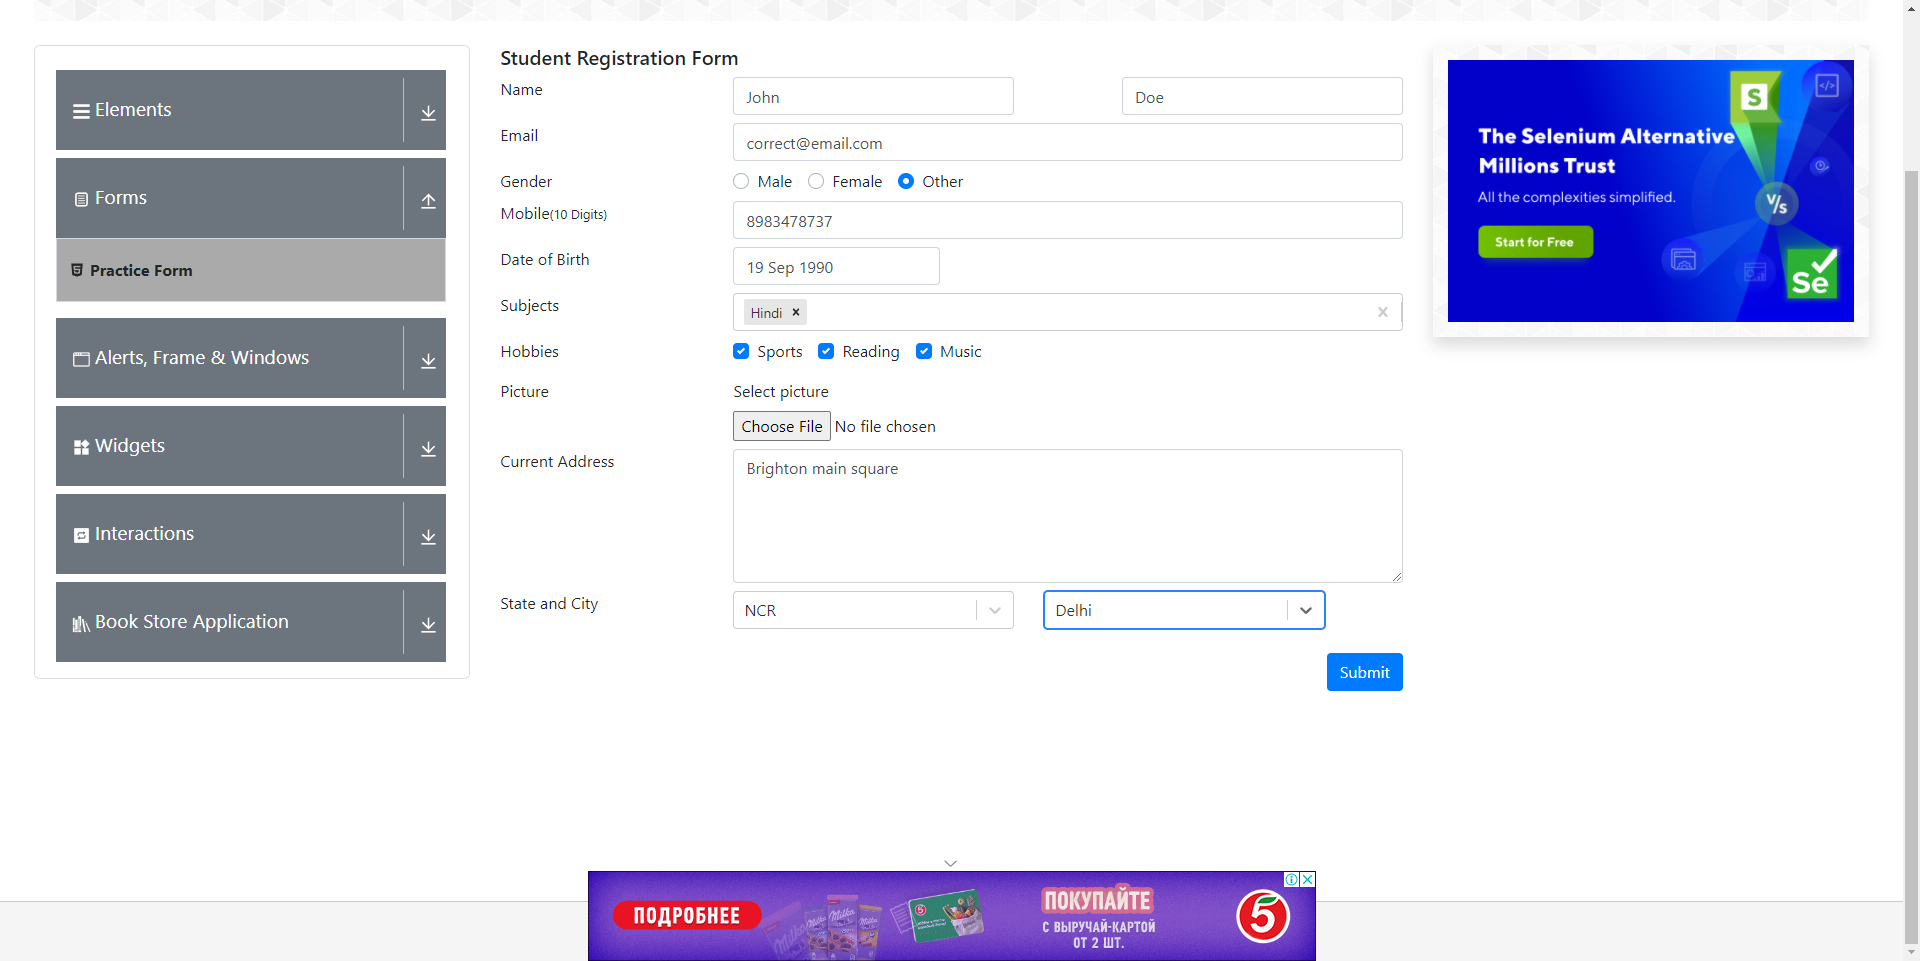 Elements
Forms
Practice Form
Alerts, Frame & Windows
Widgets
Interactions
Book Store Application
Student Registration Form
Name
John
Doe
Email
correct@email.com
Gender
Male
Female
Other
Mobile(10 Digits)
8983478737
Date of Birth
19 Sep 1990
Subjects
Hindi
Hobbies
Sports
Reading
Music
Picture
Select picture
Choose File No file chosen
Current Address
Brighton main square
State and City
NCR
Delhi
Submit
The Selenium Alternative
Millions Trust
All the complexities simplified.
Start for Free
S
V/s
Se
ПОДРОБНЕЕ
Milka
Milka
Milka
5
ПОКУПАЙТЕ
С ВЫРУЧАЙ-КАРТОЙ
ОТ 2 ШТ.
5